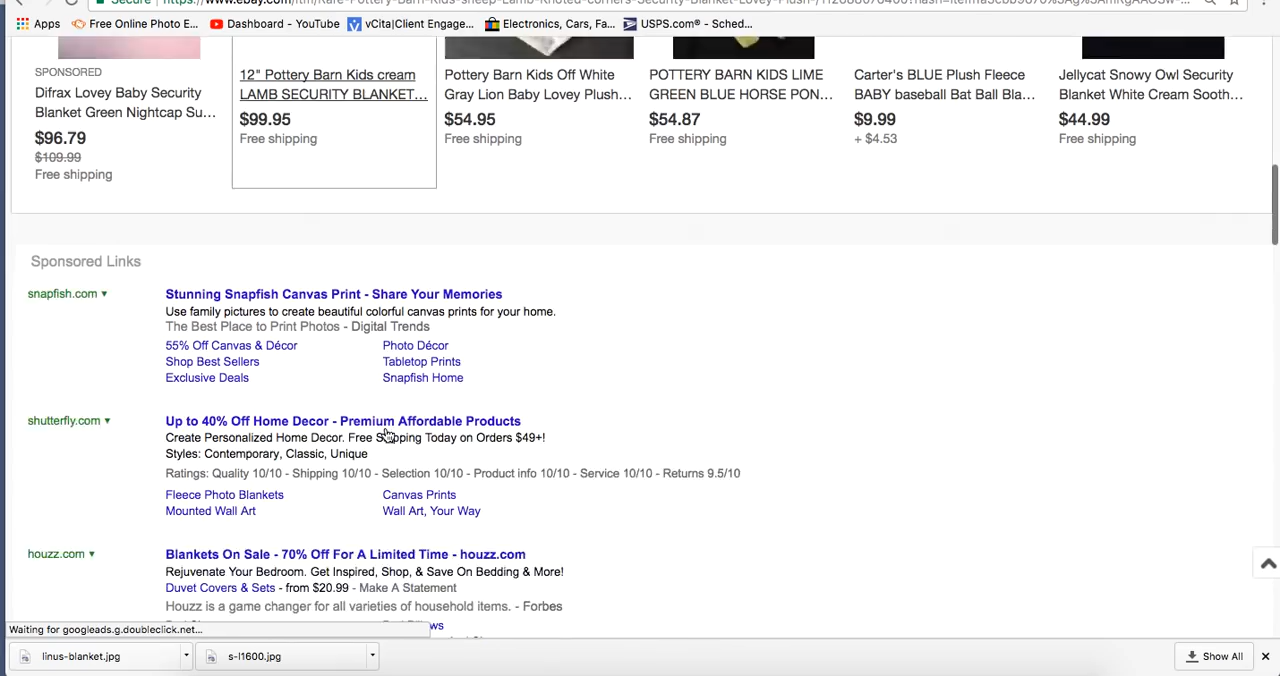 Secure
Apps
Free Online Photo E...
Dashboard - YouTube
vCita|Client Engage...
Electronics, Cars, Fa...
USPS.com® - Sched...
SPONSORED
Difrax Lovey Baby Security
Blanket Green Nightcap Su...
$96.79
$109.99
Free shipping
12" Pottery Barn Kids cream
LAMB SECURITY BLANKET...
$99.95
Free shipping
Pottery Barn Kids Off White
Gray Lion Baby Lovey Plush...
$54.95
Free shipping
POTTERY BARN KIDS LIME
GREEN BLUE HORSE PON...
$54.87
Free shipping
Carter's BLUE Plush Fleece
BABY baseball Bat Ball Bla...
$9.99
+ $4.53
Jellycat Snowy Owl Security
Blanket White Cream Sooth...
$44.99
Free shipping
Sponsored Links
snapfish.com
Stunning Snapfish Canvas Print - Share Your Memories
Use family pictures to create beautiful colorful canvas prints for your home.
The Best Place to Print Photos - Digital Trends
55% Off Canvas & Décor
Photo Décor
Shop Best Sellers
Tabletop Prints
Exclusive Deals
Snapfish Home
shutterfly.com
Up to 40% Off Home Decor - Premium Affordable Products
Create Personalized Home Decor. Free Shipping Today on Orders $49+!
Styles: Contemporary, Classic, Unique
Ratings: Quality 10/10 - Shipping 10/10 - Selection 10/10 - Product info 10/10 - Service 10/10 - Returns 9.5/10
Fleece Photo Blankets
Canvas Prints
Mounted Wall Art
Wall Art, Your Way
houzz.com
Blankets On Sale - 70% Off For A Limited Time - houzz.com
Rejuvenate Your Bedroom. Get Inspired, Shop, & Save On Bedding & More!
Duvet Covers & Sets - from $20.99 - Make A Statement
Houzz is a game changer for all varieties of household items. - Forbes
Waiting for googleads.g.doubleclick.net...
linus-blanket.jpg
s-l1600.jpg
Show All